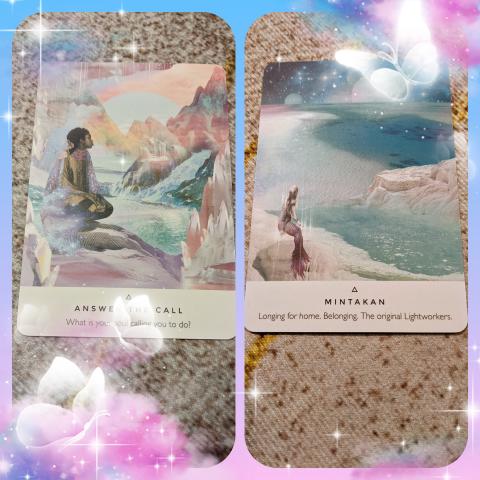 ANSWER THE CALL
What is your soul calling you to do?
MINTAKAN
Longing for home. Belonging. The original Lightworkers.